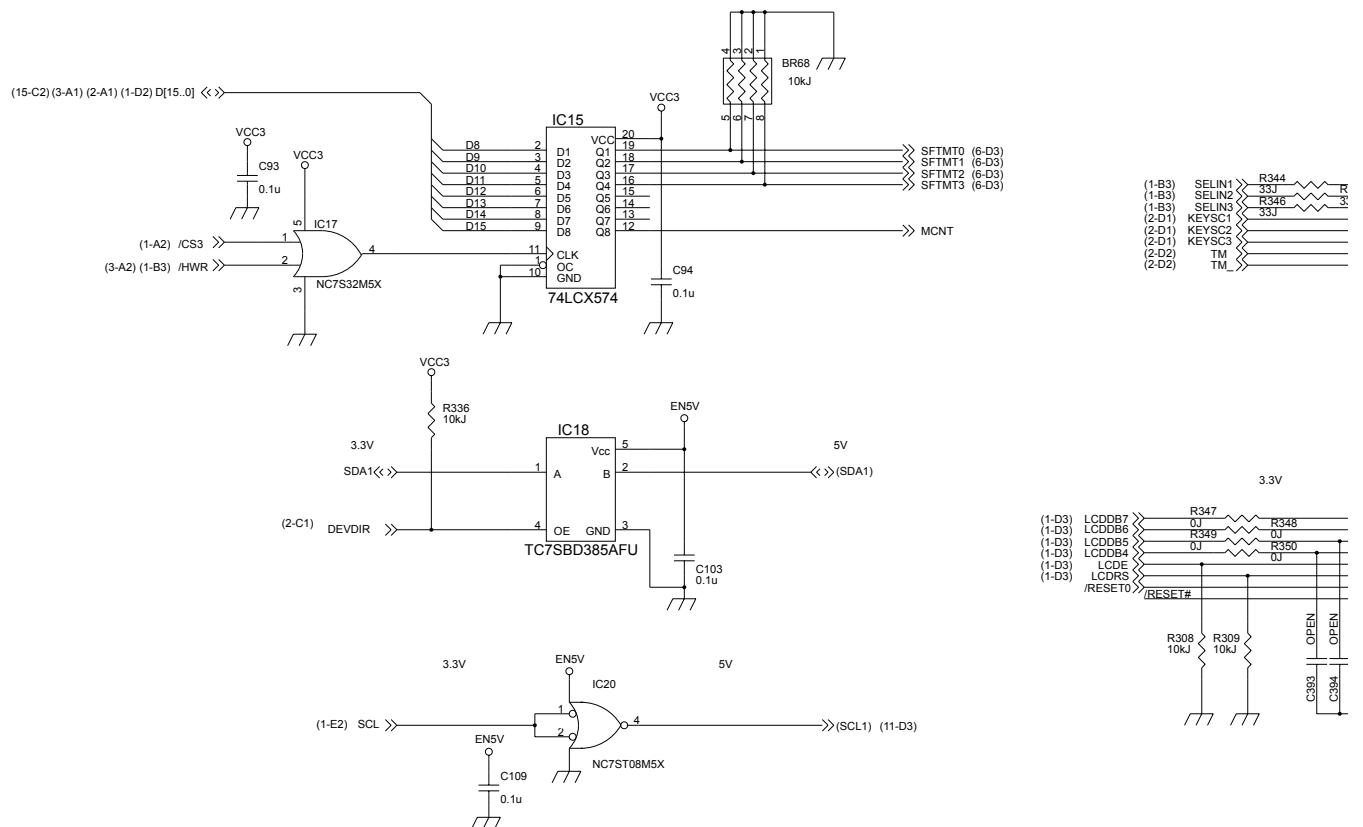 4 3 2 1
BR68
10kJ
5 6 7 8
(15-C2) (3-A1) (2-A1) (1-D2) D[15..0]
VCC3
IC15
VCC 20
D8 2 D1 Q1 19 SFTMT0 (6-D3)
D9 3 D2 Q2 18 SFTMT1 (6-D3)
D10 4 D3 Q3 17 SFTMT2 (6-D3)
D11 5 D4 Q4 16 SFTMT3 (6-D3)
D12 6 D5 Q5 15
D13 7 D6 Q6 14
D14 8 D7 Q7 13
D15 9 D8 Q8 12 MCNT
11 CLK
1 OC
10 GND
74LCX574
C94
0.1u
VCC3
C93
0.1u
VCC3
5
IC17
(1-A2) /CS3 1
4
(3-A2) (1-B3) /HWR 2
NC7S32M5X
3
(1-B3) SELIN1 R344
33J
(1-B3) SELIN2 R
(1-B3) SELIN3 R346 33
33J
(2-D1) KEYSC1
(2-D1) KEYSC2
(2-D1) KEYSC3
(2-D2) TM
(2-D2) TM_
VCC3
R336
10kJ
3.3V
IC18
EN5V
5V
Vcc 5
SDA1 1 A B 2 (SDA1)
(2-C1) DEVDIR 4 OE GND 3
TC7SBD385AFU
C103
0.1u
3.3V
(1-D3) LCDDB7 R347
0J
(1-D3) LCDDB6 R348
0J
(1-D3) LCDDB5 R349
0J
(1-D3) LCDDB4 R350
0J
(1-D3) LCDE
(1-D3) LCDRS
/RESET0
/RESET#
R308
10kJ
R309
10kJ
OPEN
C393
OPEN
C394
3.3V
EN5V
5V
IC20
(1-E2) SCL 1 2 4 (SCL1) (11-D3)
NC7ST08M5X
EN5V
C109
0.1u